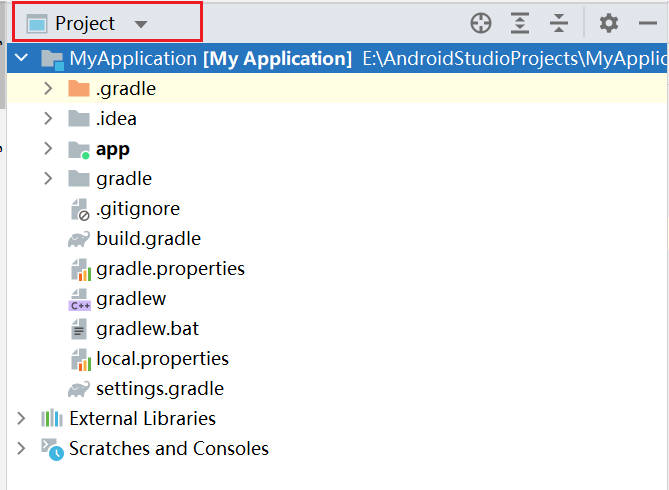 Project
MyApplication [My Application] E:\AndroidStudioProjects\MyApplic
.gradle
.idea
app
gradle
.gitignore
build.gradle
gradle.properties
C++ gradlew
gradlew.bat
local.properties
settings.gradle
External Libraries
Scratches and Consoles